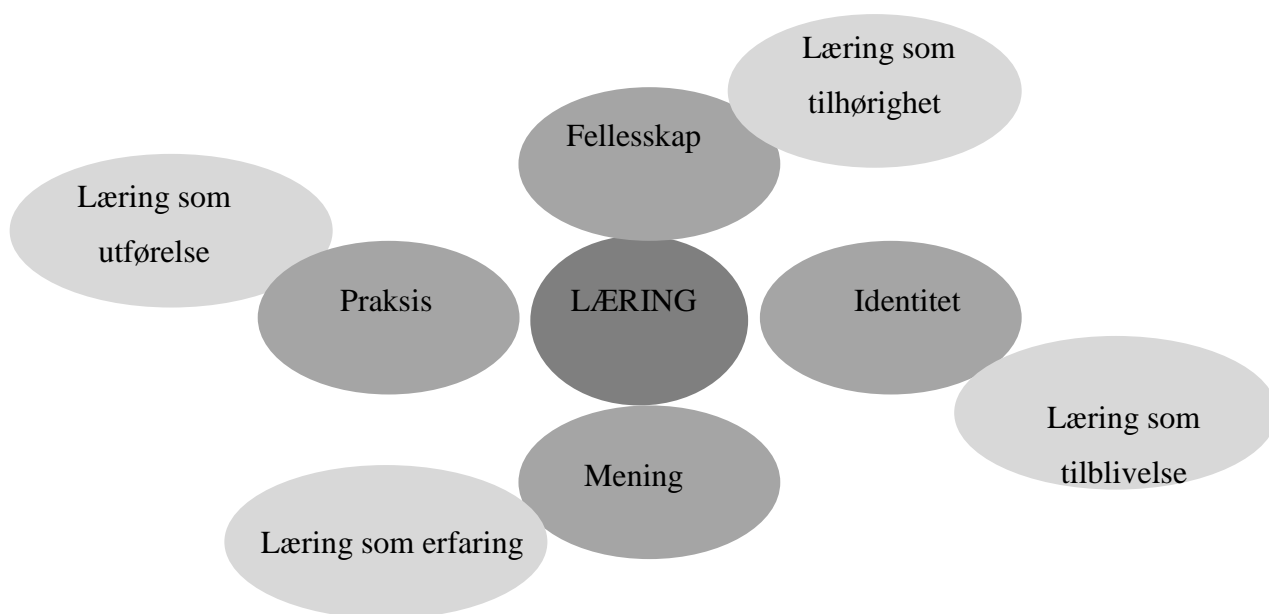 Læring som
tilhørighet
Fellesskap
Læring som
utførelse
Praksis
LÆRING
Identitet
Læring som
tilblivelse
Mening
Læring som erfaring